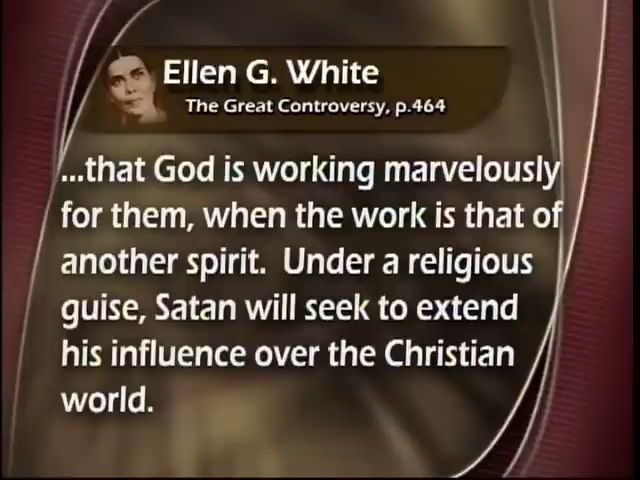 Ellen G. White
The Great Controversy, p.464
...that God is working marvelously
for them, when the work is that of
another spirit.  Under a religious
guise, Satan will seek to extend
his influence over the Christian
world.